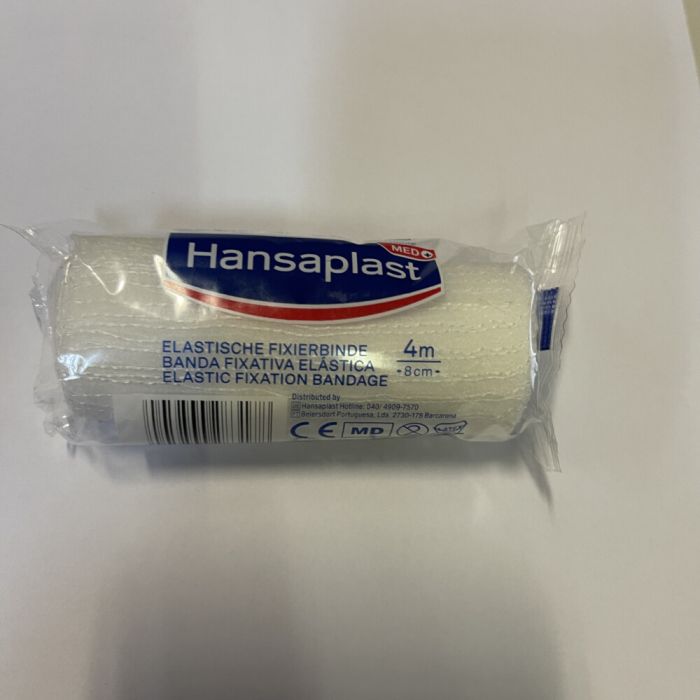 Hansaplast
MED
ELASTISCHE FIXIERBINDE
BANDA FIXATIVA ELÁSTICA
ELASTIC FIXATION BANDAGE
4m
-8cm-
Distributed by
Hansaplast Hotline: 040/ 4909-7570
Beiersdorf Portuguesa, Lda. 2730-178 Barcarena
CE MD